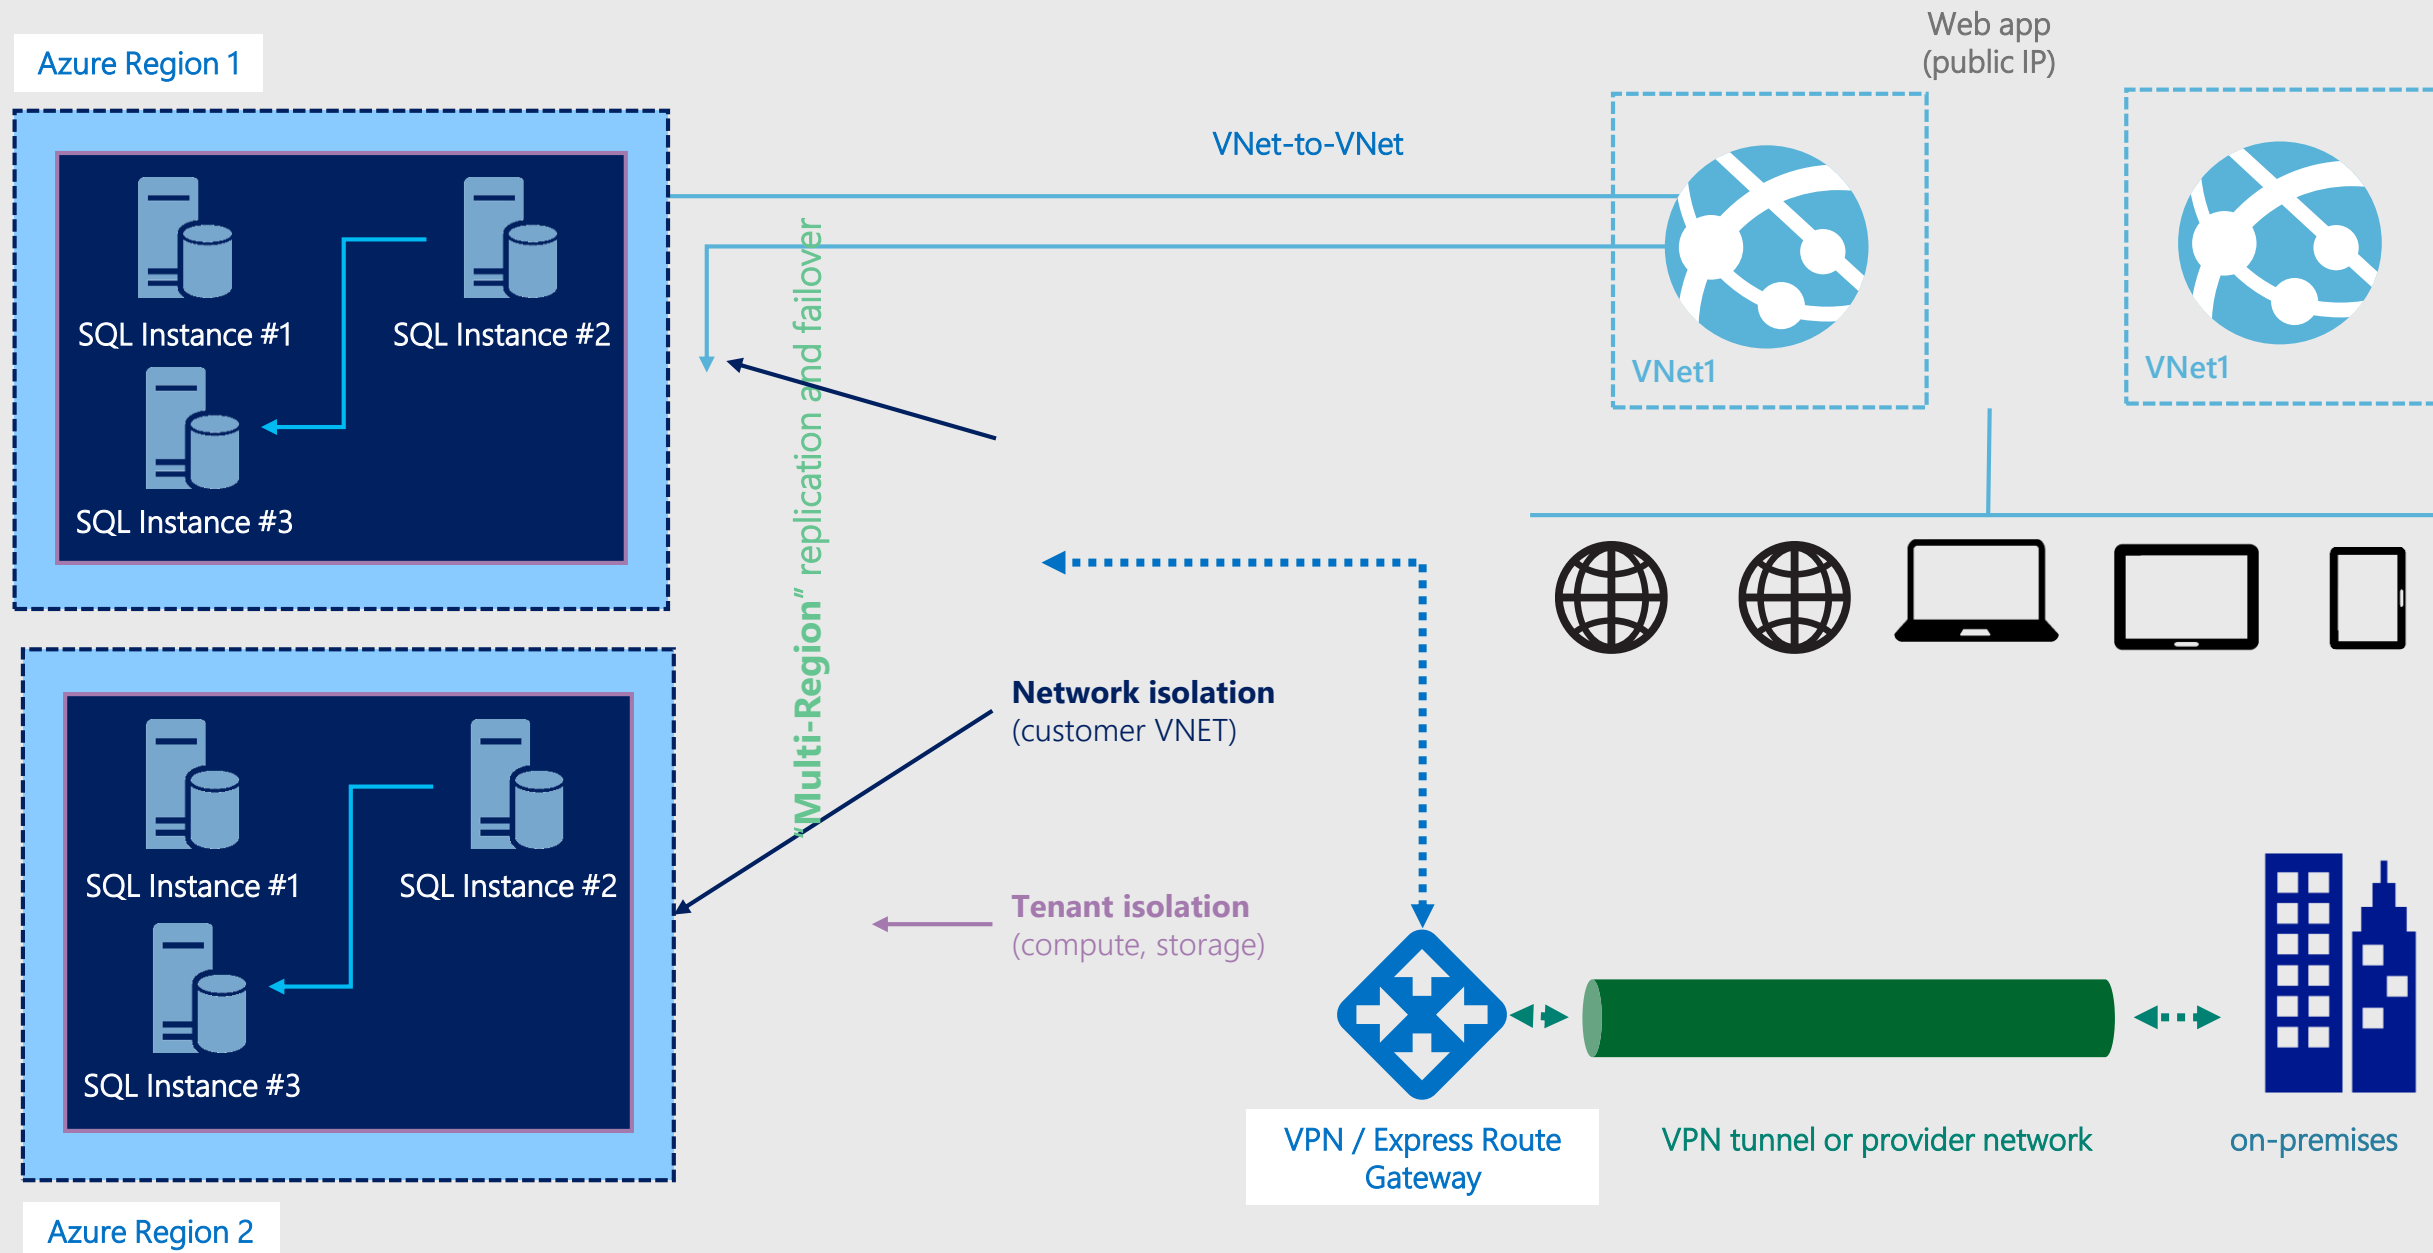 Azure Region 1
SQL Instance #1
SQL Instance #2
SQL Instance #3
VNet-to-VNet
Web app
(public IP)
VNet1
VNet1
"Multi-Region" replication and failover
Network isolation
(customer VNET)
Tenant isolation
(compute, storage)
SQL Instance #1
SQL Instance #2
SQL Instance #3
Azure Region 2
VPN / Express Route
Gateway
VPN tunnel or provider network
on-premises